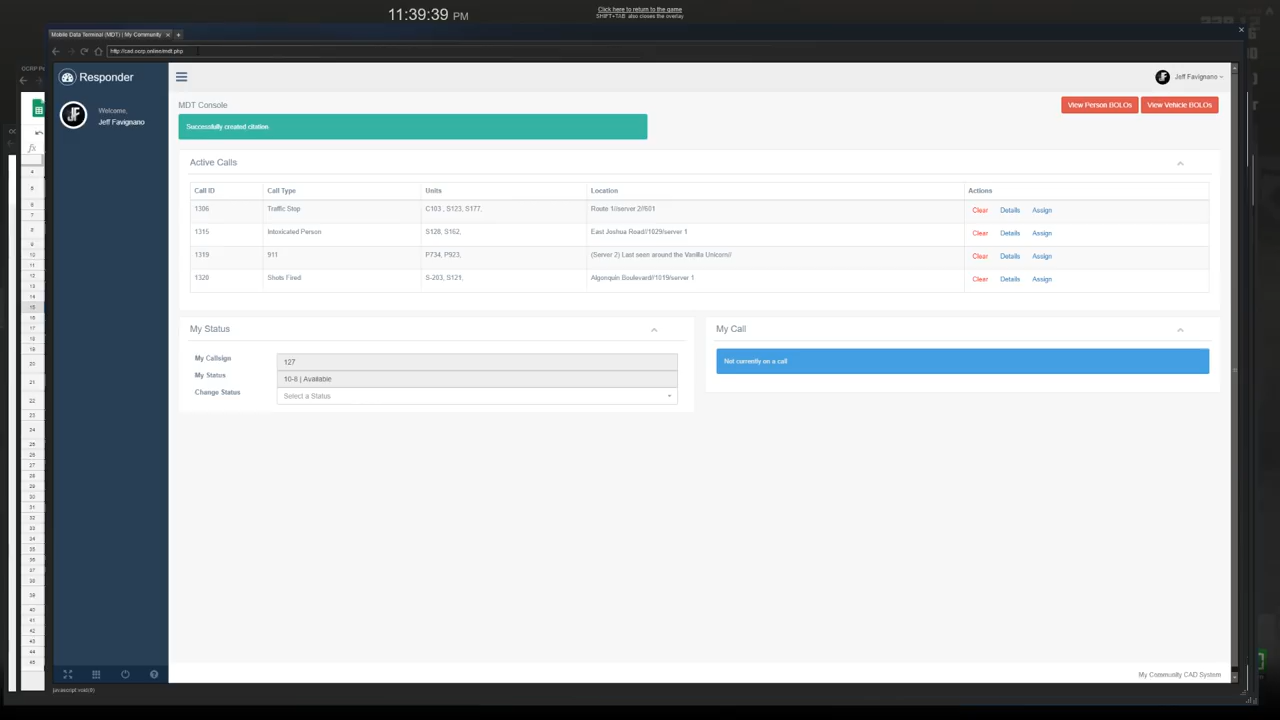 11:39:39 PM
Click here to return to the game
SHIFT+TAB also closes the overlay
Mobile Data Terminal (MDT) | My Community
http://cad.ocrp.online/mdt.php
Responder
Jeff Favignano
Welcome,
Jeff Favignano
MDT Console
View Person BOLOs
View Vehicle BOLOs
Successfully created citation
Active Calls
Call ID Call Type Units Location Actions
1306 Traffic Stop C103 , S123, S177, Route 1//server 2//601 Clear Details Assign
1315 Intoxicated Person S128, S162, East Joshua Road//1029/server 1 Clear Details Assign
1319 911 P734, P923, (Server 2) Last seen around the Vanilla Unicorn// Clear Details Assign
1320 Shots Fired S-203, S121, Algonquin Boulevard//1019/server 1 Clear Details Assign
My Status
My Call
My Callsign 127
My Status 10-8 | Available
Change Status Select a Status
Not currently on a call
My Community CAD System
javascript:void(0)